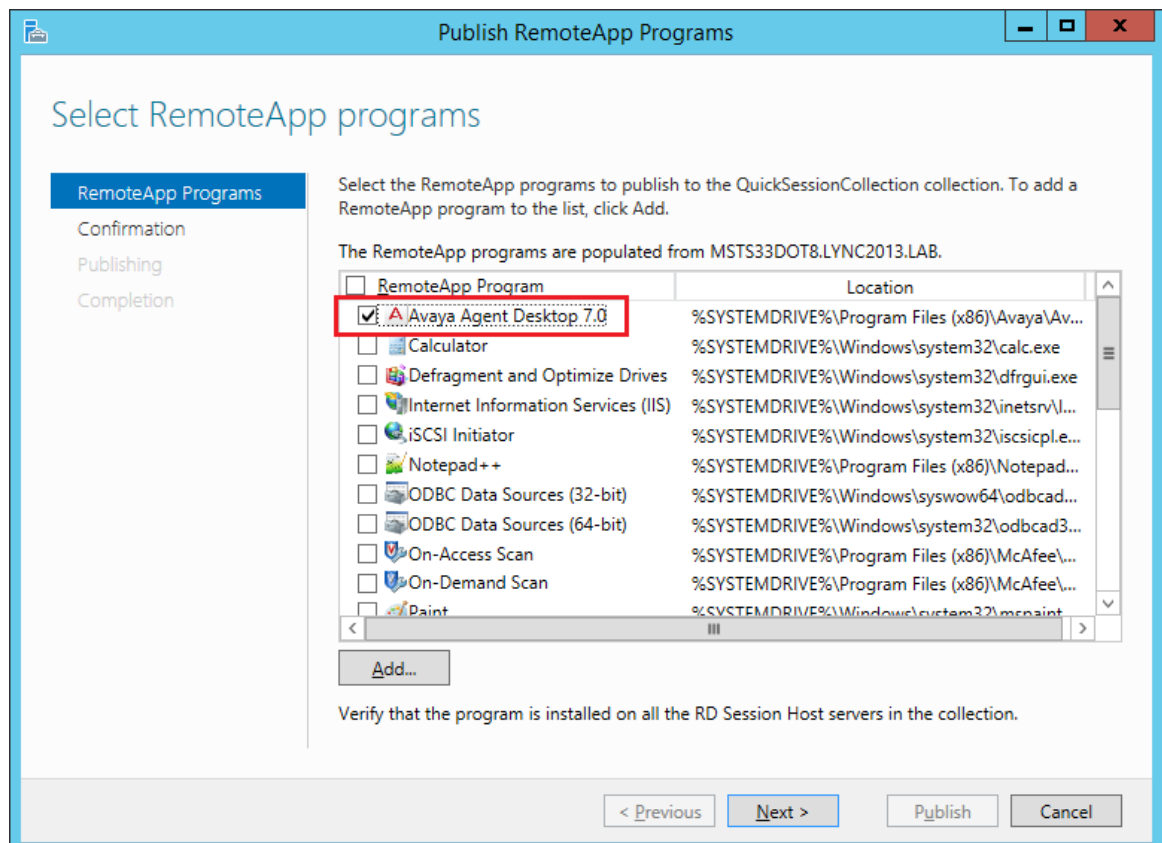 Publish RemoteApp Programs
Select RemoteApp programs
RemoteApp Programs
Confirmation
Publishing
Completion
Select the RemoteApp programs to publish to the QuickSessionCollection collection. To add a
RemoteApp program to the list, click Add.
The RemoteApp programs are populated from MSTS33DOT8.LYNC2013.LAB.
RemoteApp Program Location
Avaya Agent Desktop 7.0 %SYSTEMDRIVE%\Program Files (x86)\Avaya\Av...
Calculator %SYSTEMDRIVE%\Windows\system32\calc.exe
Defragment and Optimize Drives %SYSTEMDRIVE%\Windows\system32\dfrgui.exe
Internet Information Services (IIS) %SYSTEMDRIVE%\Windows\system32\inetsrv\I...
iSCSI Initiator %SYSTEMDRIVE%\Windows\system32\iscsicpl.e...
Notepad++ %SYSTEMDRIVE%\Program Files (x86)\Notepad...
ODBC Data Sources (32-bit) %SYSTEMDRIVE%\Windows\syswow64\odbcad...
ODBC Data Sources (64-bit) %SYSTEMDRIVE%\Windows\system32\odbcad3...
On-Access Scan %SYSTEMDRIVE%\Program Files (x86)\McAfee\...
On-Demand Scan %SYSTEMDRIVE%\Program Files (x86)\McAfee\...
Paint %SYSTEMDRIVE%\Windows\system32\mspaint
Add...
Verify that the program is installed on all the RD Session Host servers in the collection.
< Previous Next > Publish Cancel